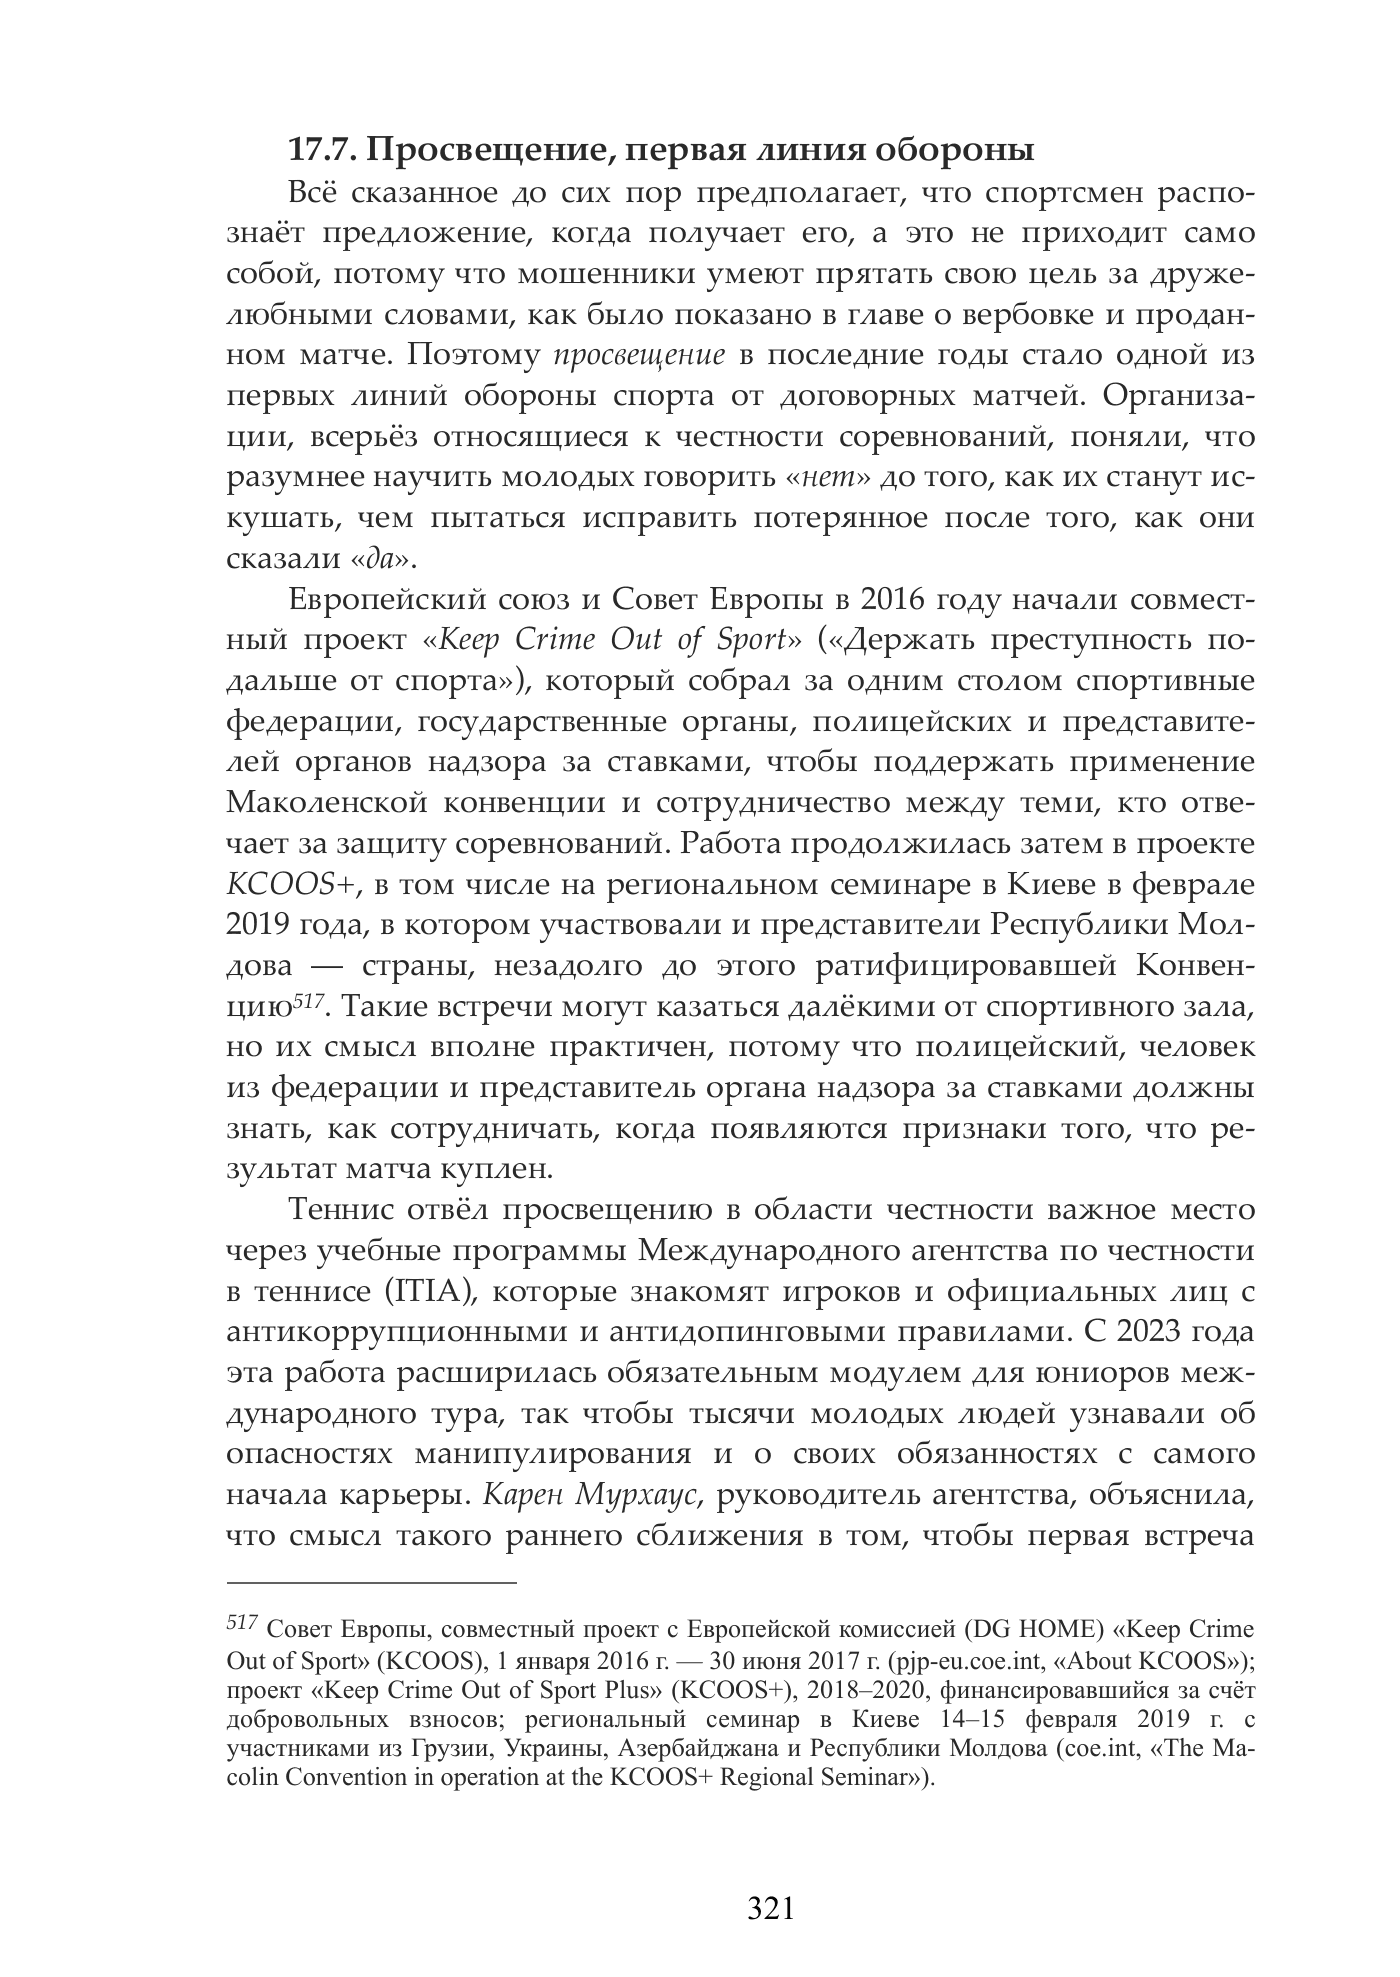 17.7. Просвещение, первая линия обороны
Всё сказанное до сих пор предполагает, что спортсмен распо-
знаёт предложение, когда получает его, а это не приходит само
собой, потому что мошенники умеют прятать свою цель за друже-
любными словами, как было показано в главе о вербовке и продан-
ном матче. Поэтому просвещение в последние годы стало одной из
первых линий обороны спорта от договорных матчей. Организа-
ции, всерьёз относящиеся к честности соревнований, поняли, что
разумнее научить молодых говорить «нет» до того, как их станут ис-
кушать, чем пытаться исправить потерянное после того, как они
сказали «да».
Европейский союз и Совет Европы в 2016 году начали совмест-
ный проект «Keep Crime Out of Sport» («Держать преступность по-
дальше от спорта»), который собрал за одним столом спортивные
федерации, государственные органы, полицейских и представите-
лей органов надзора за ставками, чтобы поддержать применение
Маколенской конвенции и сотрудничество между теми, кто отве-
чает за защиту соревнований. Работа продолжилась затем в проекте
KCOOS+, в том числе на региональном семинаре в Киеве в феврале
2019 года, в котором участвовали и представители Республики Мол-
дова — страны, незадолго до этого ратифицировавшей Конвен-
цию517. Такие встречи могут казаться далёкими от спортивного зала,
но их смысл вполне практичен, потому что полицейский, человек
из федерации и представитель органа надзора за ставками должны
знать, как сотрудничать, когда появляются признаки того, что ре-
зультат матча куплен.
Теннис отвёл просвещению в области честности важное место
через учебные программы Международного агентства по честности
в теннисе (ITIA), которые знакомят игроков и официальных лиц с
антикоррупционными и антидопинговыми правилами. С 2023 года
эта работа расширилась обязательным модулем для юниоров меж-
дународного тура, так чтобы тысячи молодых людей узнавали об
опасностях манипулирования и о своих обязанностях с самого
начала карьеры. Карен Мурхаус, руководитель агентства, объяснила,
что смысл такого раннего сближения в том, чтобы первая встреча
517 Совет Европы, совместный проект с Европейской комиссией (DG HOME) «Keep Crime
Out of Sport» (KCOOS), 1 января 2016 г. — 30 июня 2017 г. (pjp-eu.coe.int, «About KCOOS»);
проект «Keep Crime Out of Sport Plus» (KCOOS+), 2018–2020, финансировавшийся за счёт
добровольных взносов; региональный семинар в Киеве 14–15 февраля 2019 г. с
участниками из Грузии, Украины, Азербайджана и Республики Молдова (coe.int, «The Ma-
colin Convention in operation at the KCOOS+ Regional Seminar»).
321